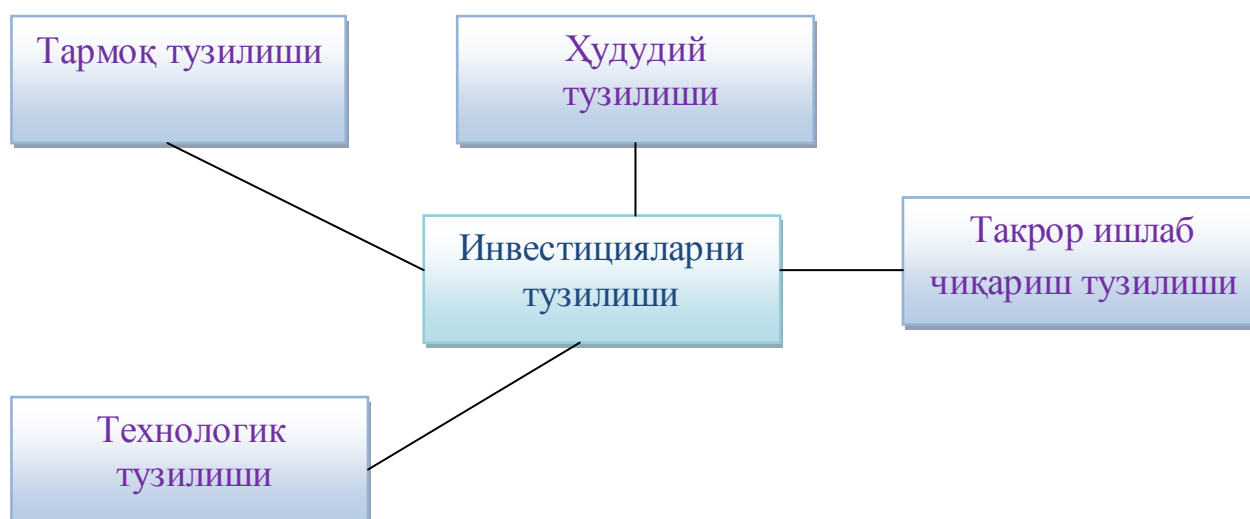 Тармоқ тузилиши
Ҳудудий
тузилиши
Инвестицияларни
тузилиши
Такрор ишлаб
чиқариш тузилиши
Технологик
тузилиши